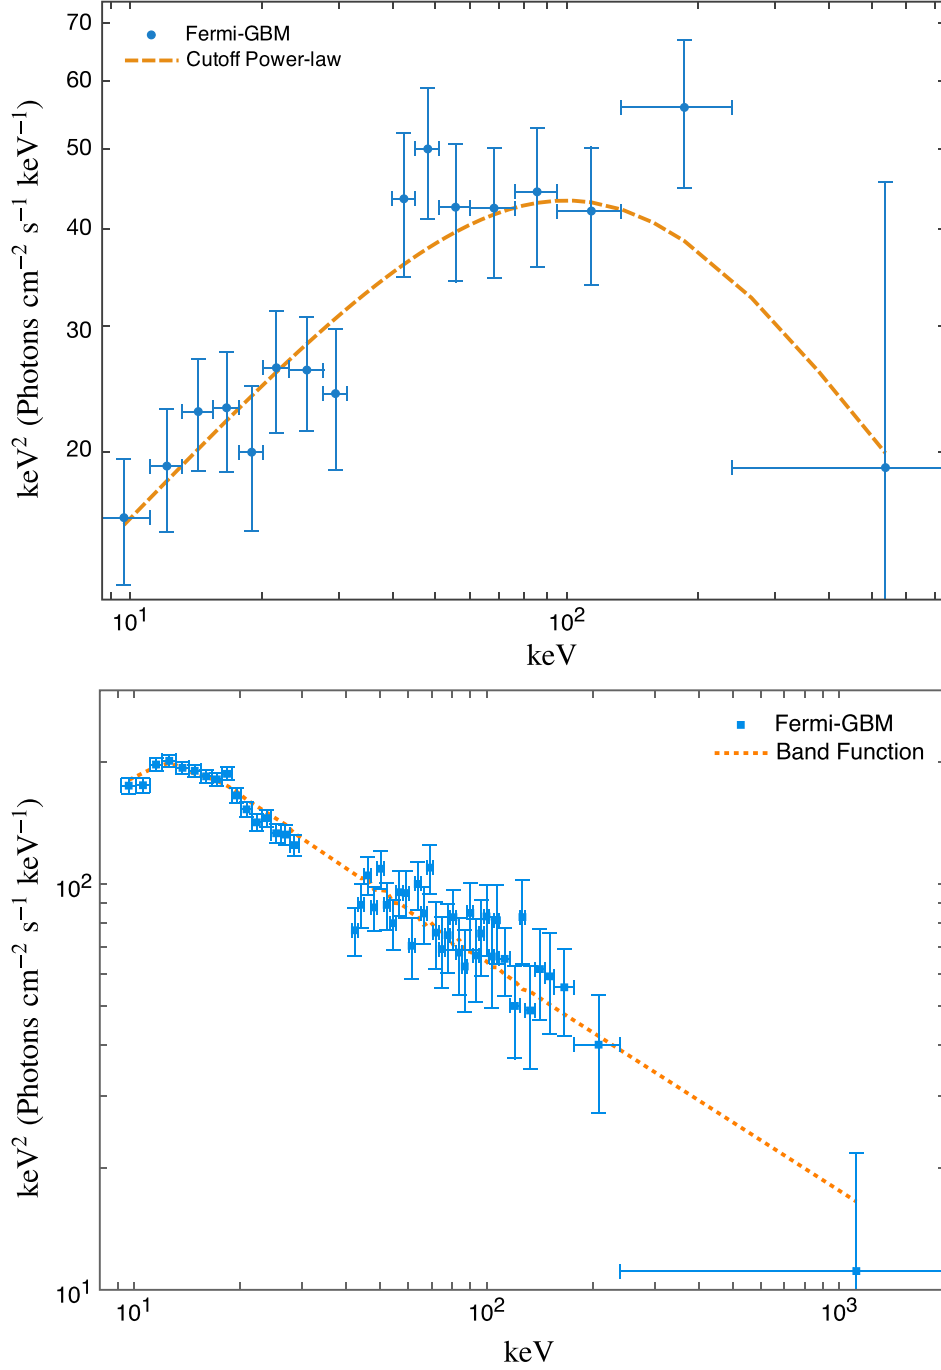 70
60
50
40
30
20
keV² (Photons cm⁻² s⁻¹ keV⁻¹)
Fermi-GBM
Cutoff Power-law
10¹
10²
keV
10²
10¹
keV² (Photons cm⁻² s⁻¹ keV⁻¹)
Fermi-GBM
Band Function
10¹
10²
10³
keV